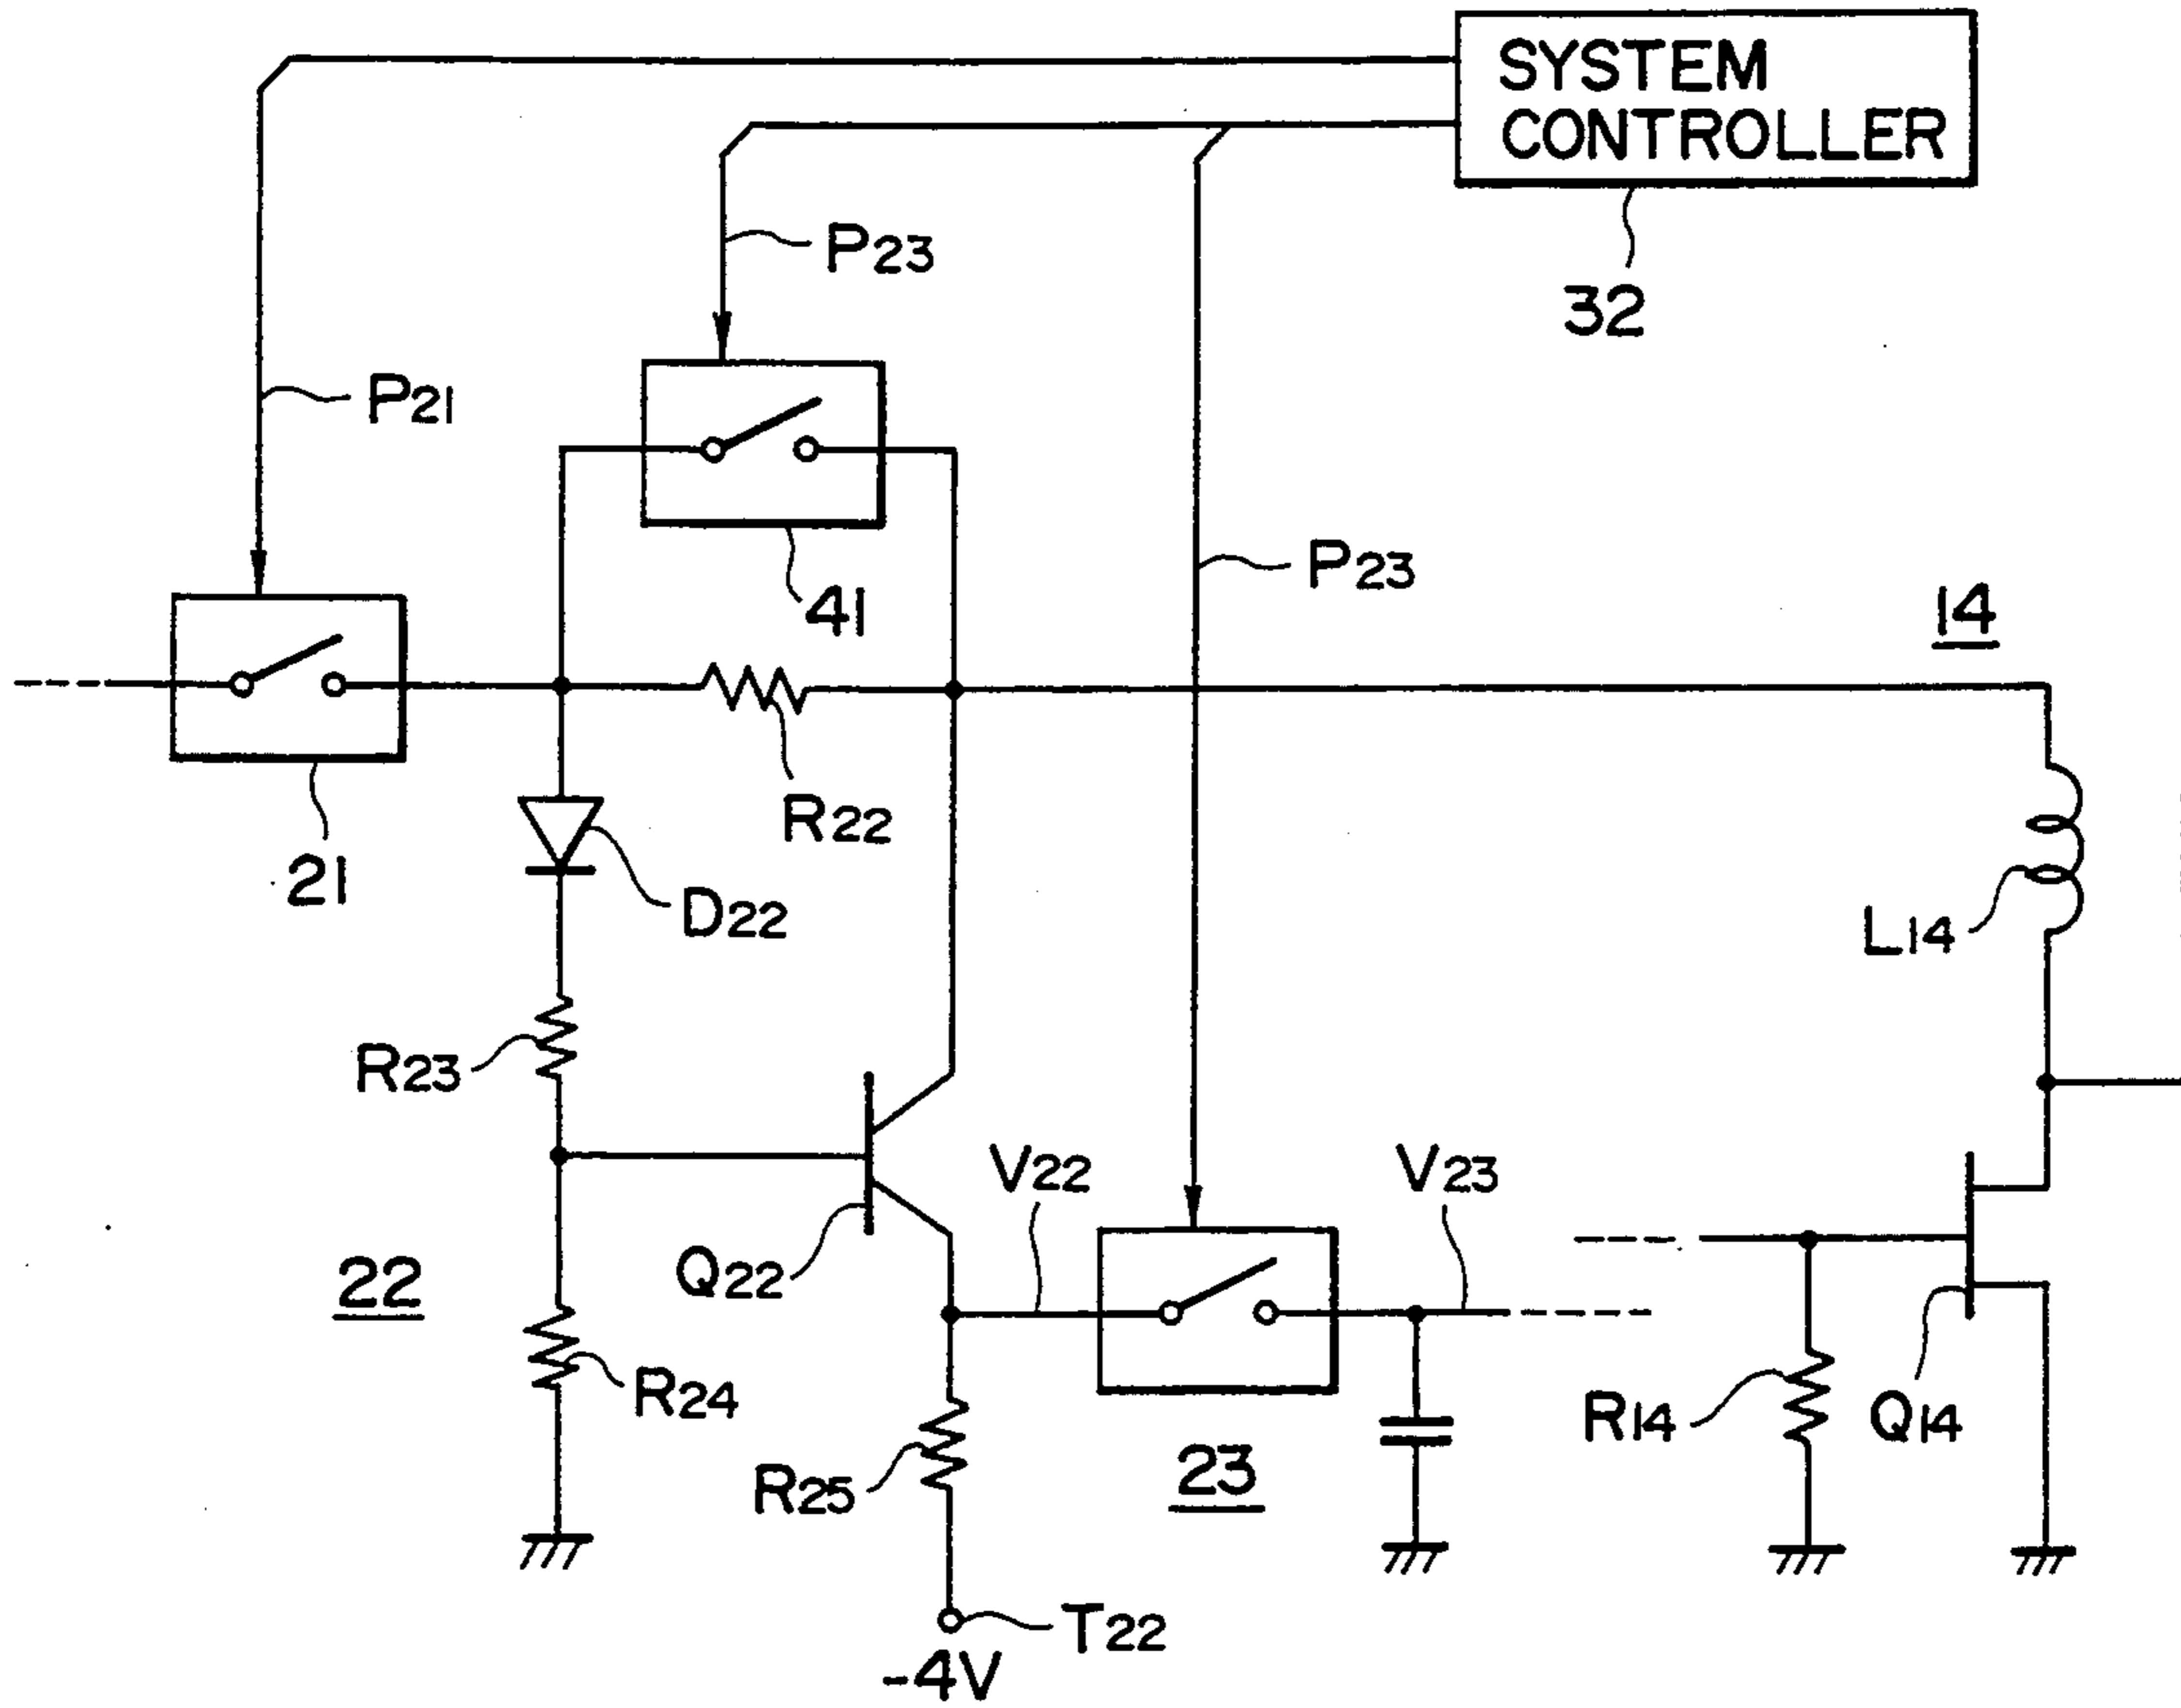 SYSTEM
CONTROLLER
32
P23
P21
41
P23
14
21
R22
D22
L14
R23
V22
V23
22
Q22
R24
R25
23
R14
Q14
T22
-4V